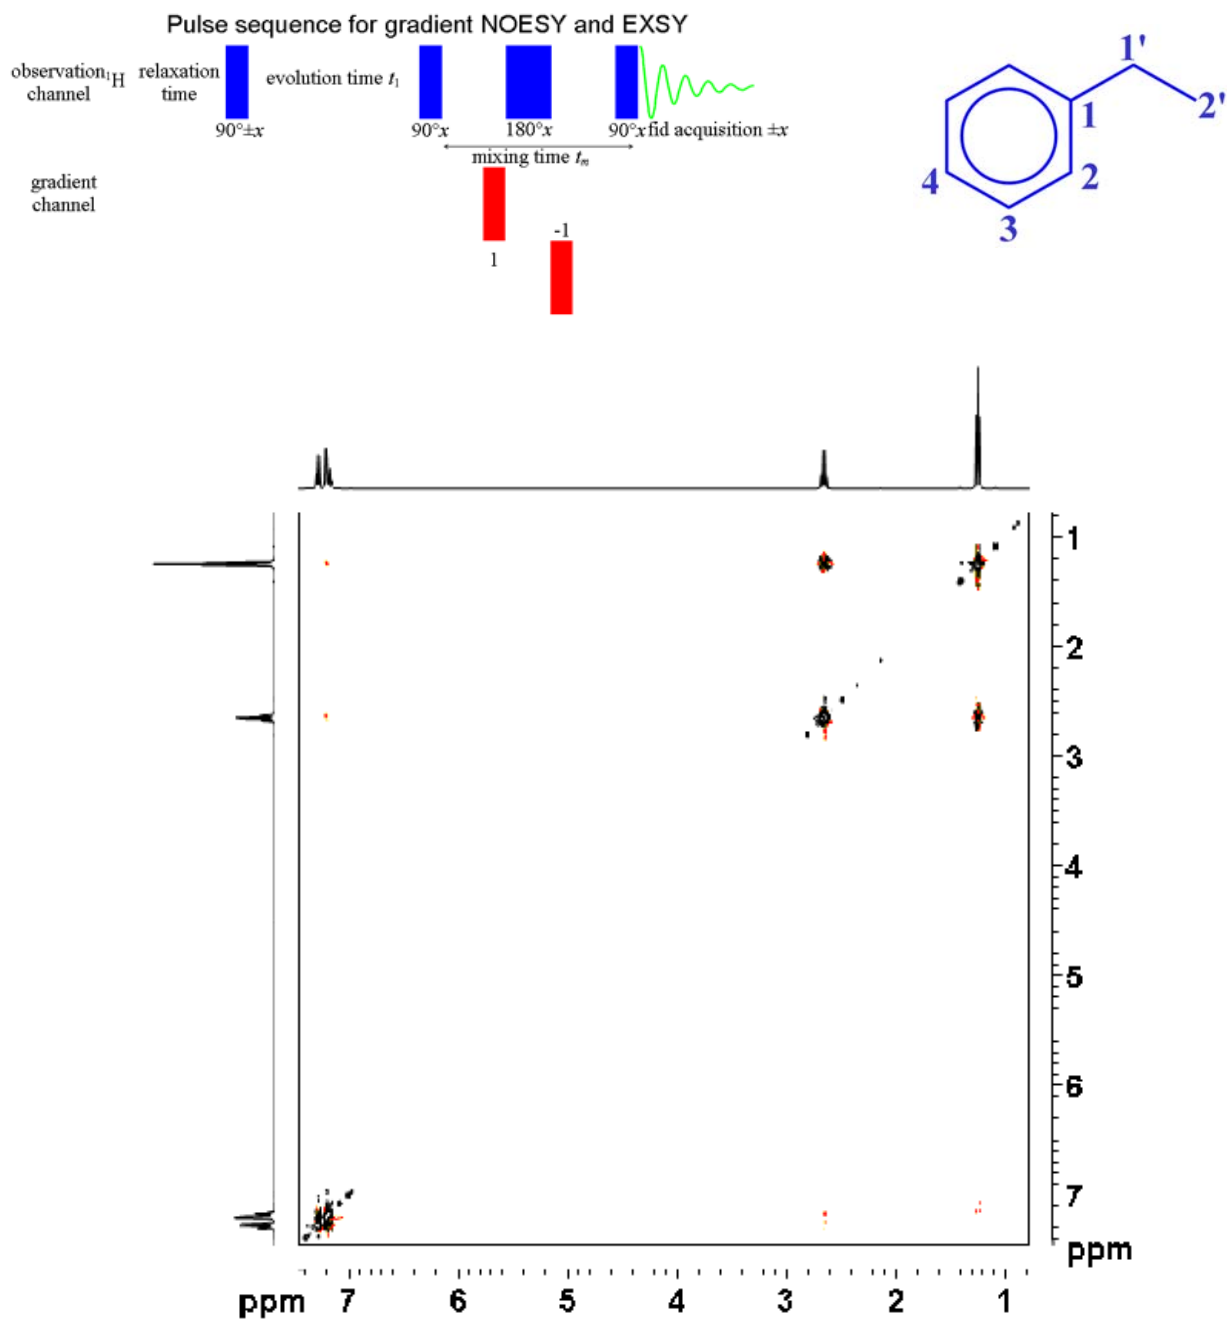 Pulse sequence for gradient NOESY and EXSY
observation ¹H relaxation evolution time t₁
channel time
90°±x 90°x 180°x 90°x fid acquisition ±x
mixing time tₘ
gradient
channel
1
-1
1'
2'
1
2
3
4
1
2
3
4
5
6
7
ppm
ppm 7 6 5 4 3 2 1